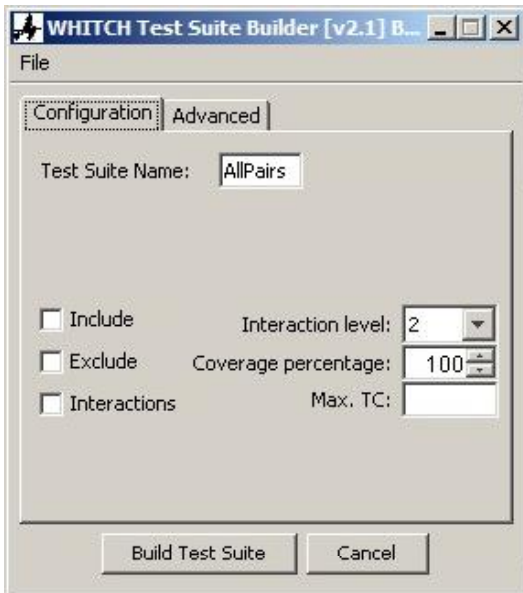 WHITCH Test Suite Builder [v2.1] B...
File
Configuration Advanced
Test Suite Name: AllPairs
Include Interaction level: 2
Exclude Coverage percentage: 100
Interactions Max. TC:
Build Test Suite Cancel